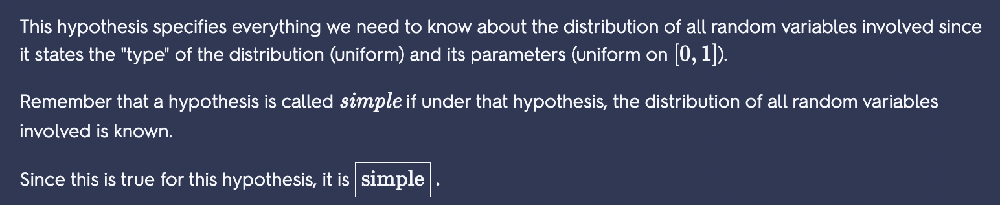 This hypothesis specifies everything we need to know about the distribution of all random variables involved since
it states the "type" of the distribution (uniform) and its parameters (uniform on [0, 1]).
Remember that a hypothesis is called simple if under that hypothesis, the distribution of all random variables
involved is known.
Since this is true for this hypothesis, it is simple .